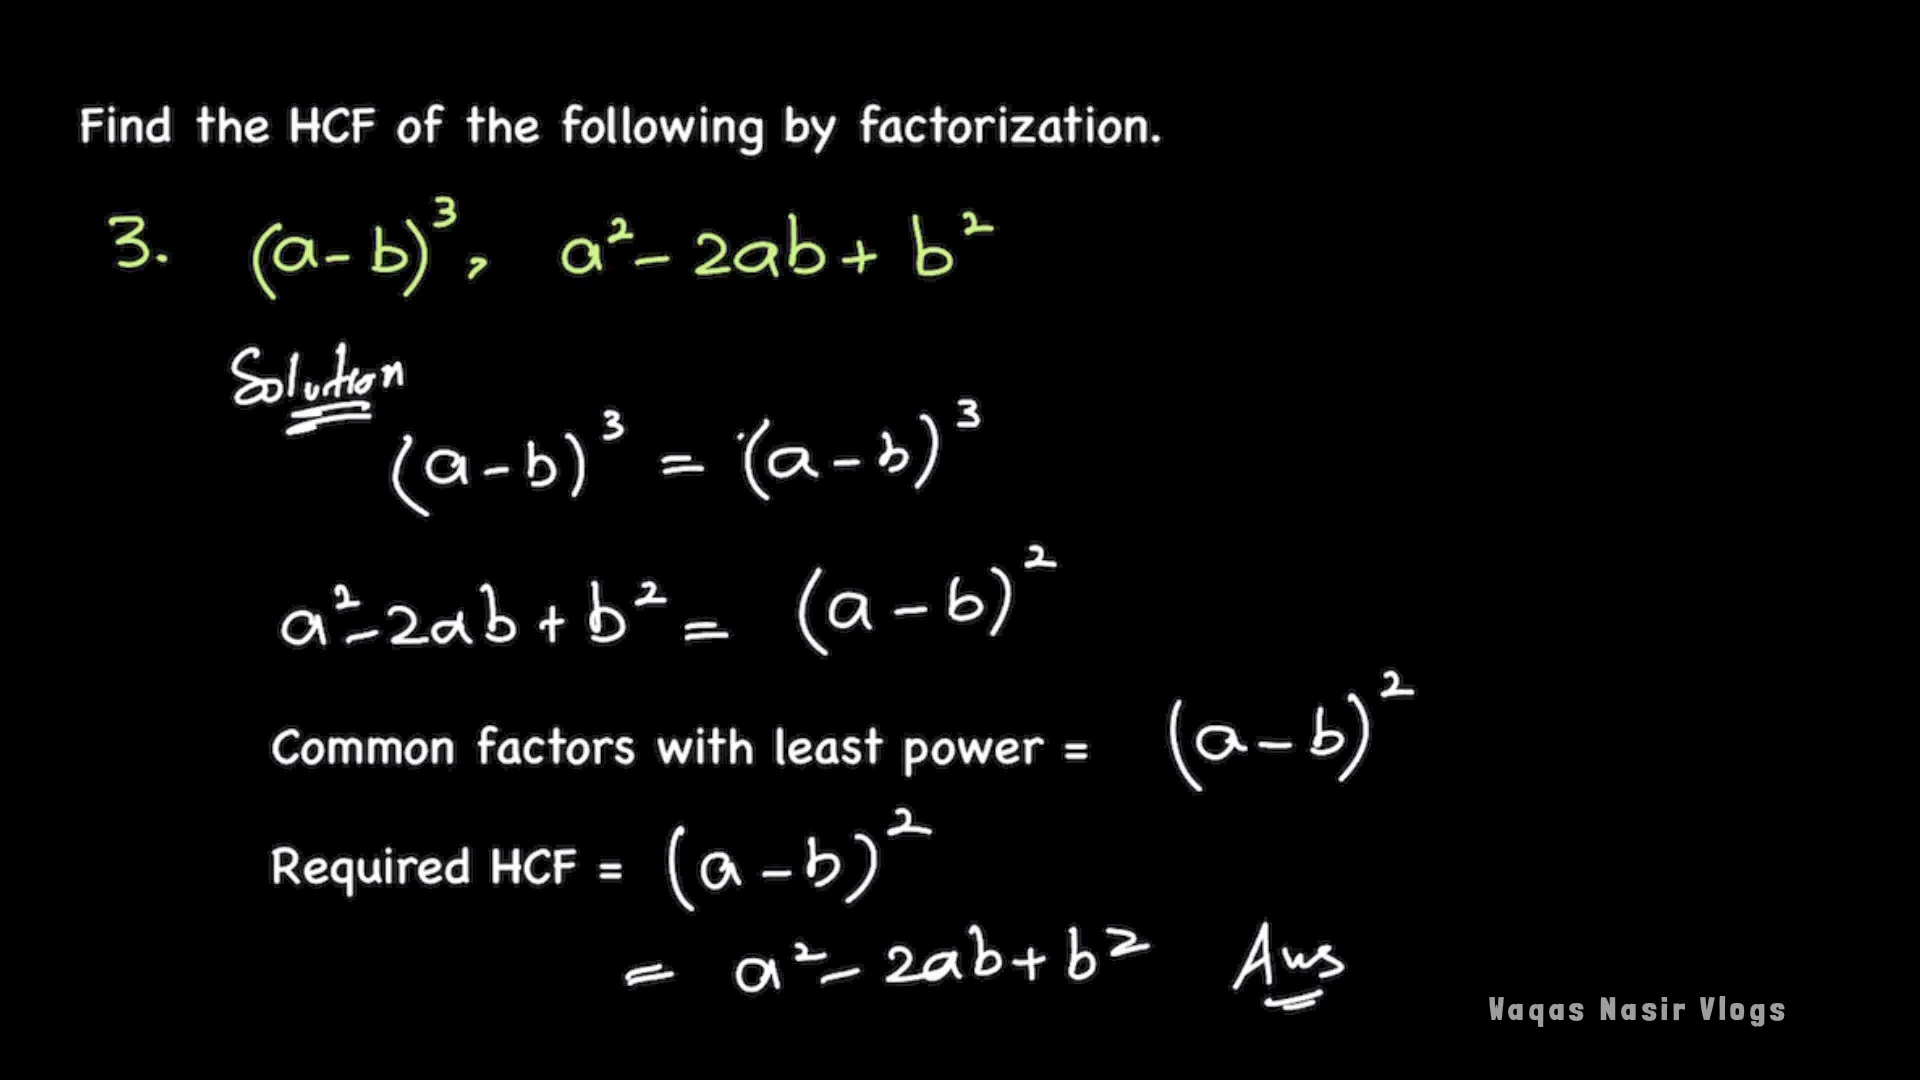 Find the HCF of the following by factorization.
3. (a-b)³, a²-2ab+b²
Solution
(a-b)³ = (a-b)³
a²-2ab+b² = (a-b)²
Common factors with least power = (a-b)²
Required HCF = (a-b)²
= a²-2ab+b² Ans
Waqas Nasir Vlogs